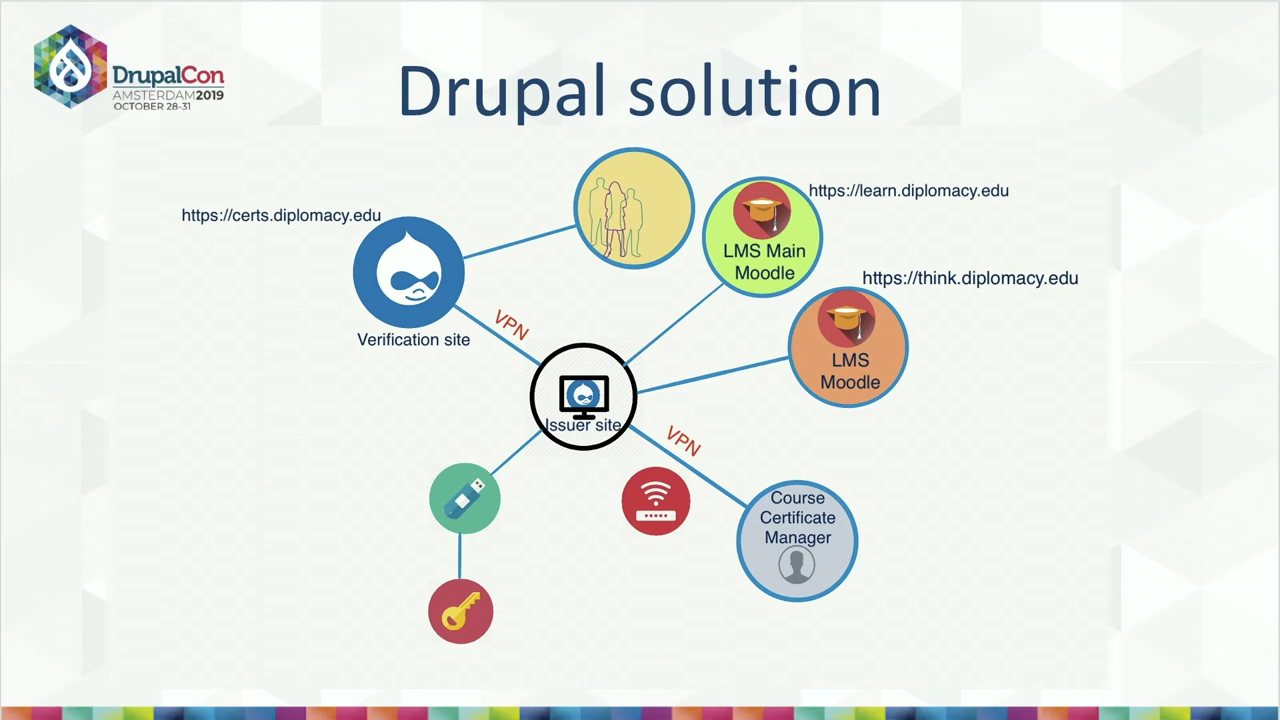 DrupalCon
AMSTERDAM2019
OCTOBER 28-31
Drupal solution
https://certs.diplomacy.edu
https://learn.diplomacy.edu
LMS Main
Moodle
https://think.diplomacy.edu
Verification site
VPN
LMS
Moodle
Issuer site
VPN
Course
Certificate
Manager